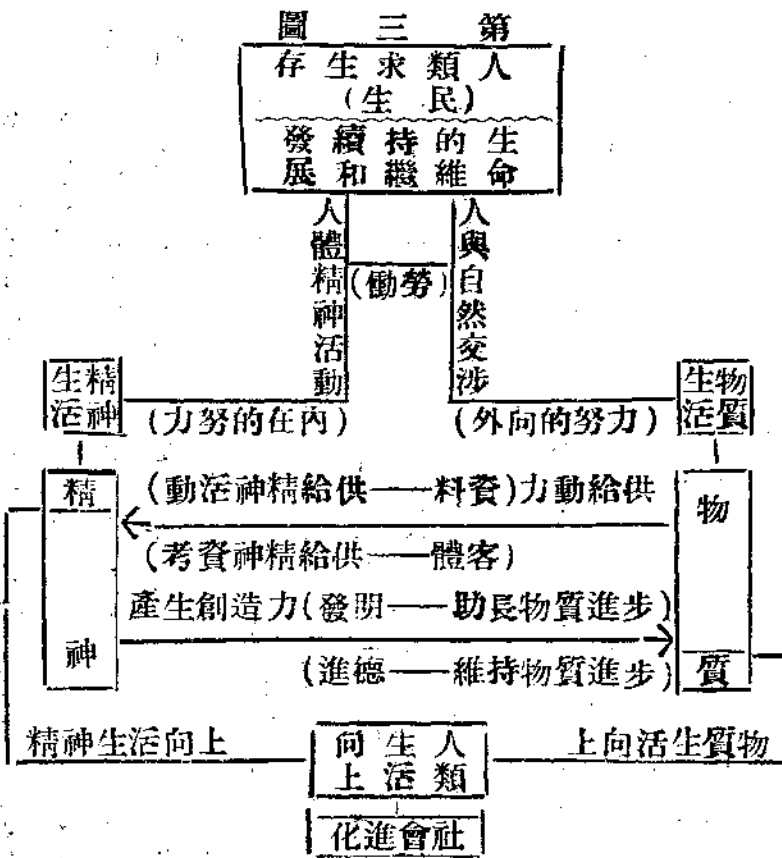 第三圖
人類求生存
(民生)
生命的維持繼續和發展
人與自然交涉
(勞働)
人體精神活動
物質生活
(外向的努力)
(內在的努力)
精神生活
物質
精神
供給動力(資料——供給精神活動)
(客體——供給精神資考)
產生創造力(發明——助長物質進步)
(進德——維持物質進步)
物質生活向上
人類生活向上
精神生活向上
社會進化